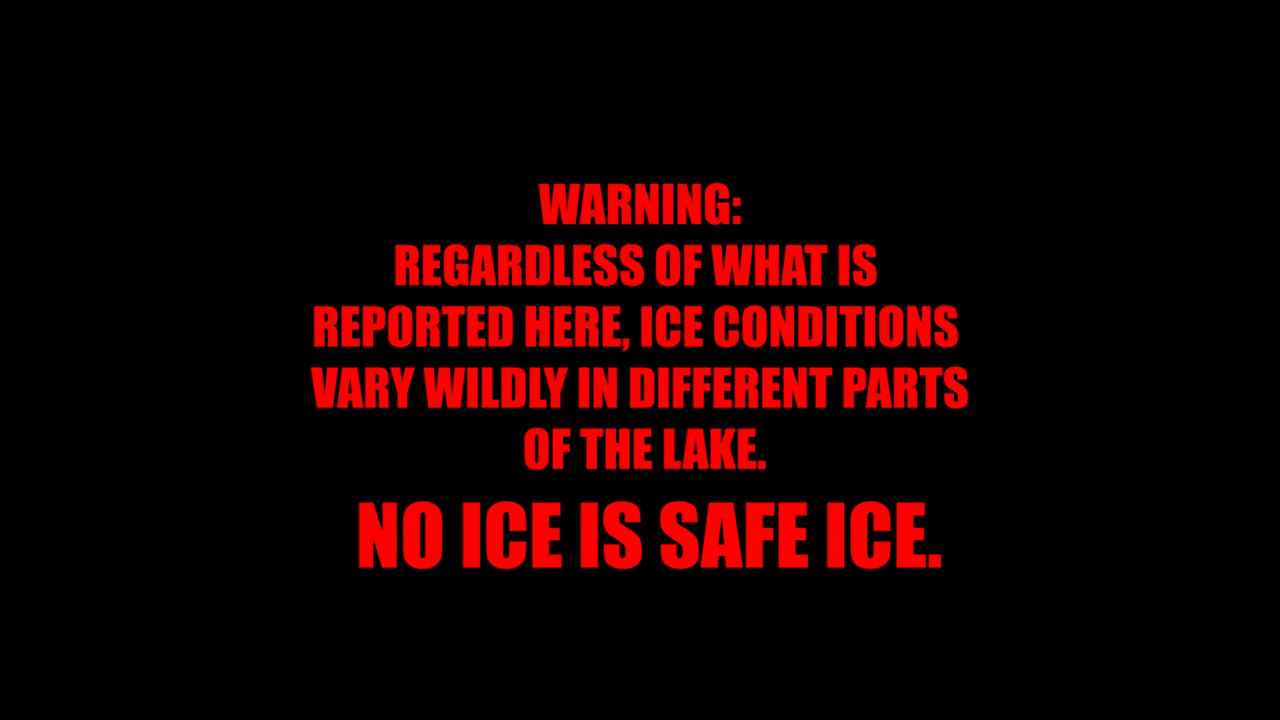 WARNING:
REGARDLESS OF WHAT IS
REPORTED HERE, ICE CONDITIONS
VARY WILDLY IN DIFFERENT PARTS
OF THE LAKE.
NO ICE IS SAFE ICE.